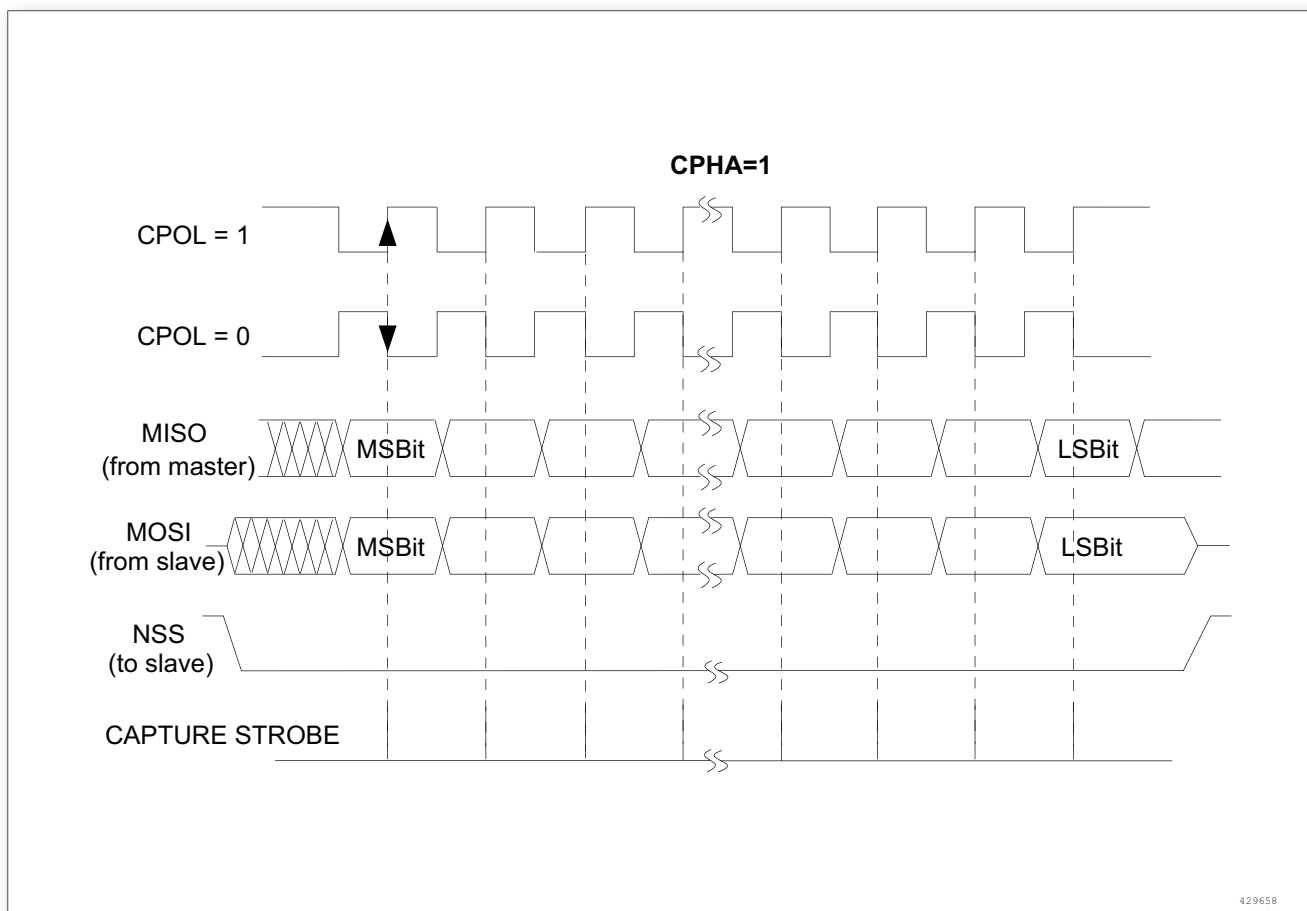 CPHA=1
CPOL = 1
CPOL = 0
MISO
(from master)
MSBit
LSBit
MOSI
(from slave)
MSBit
LSBit
NSS
(to slave)
CAPTURE STROBE
429658